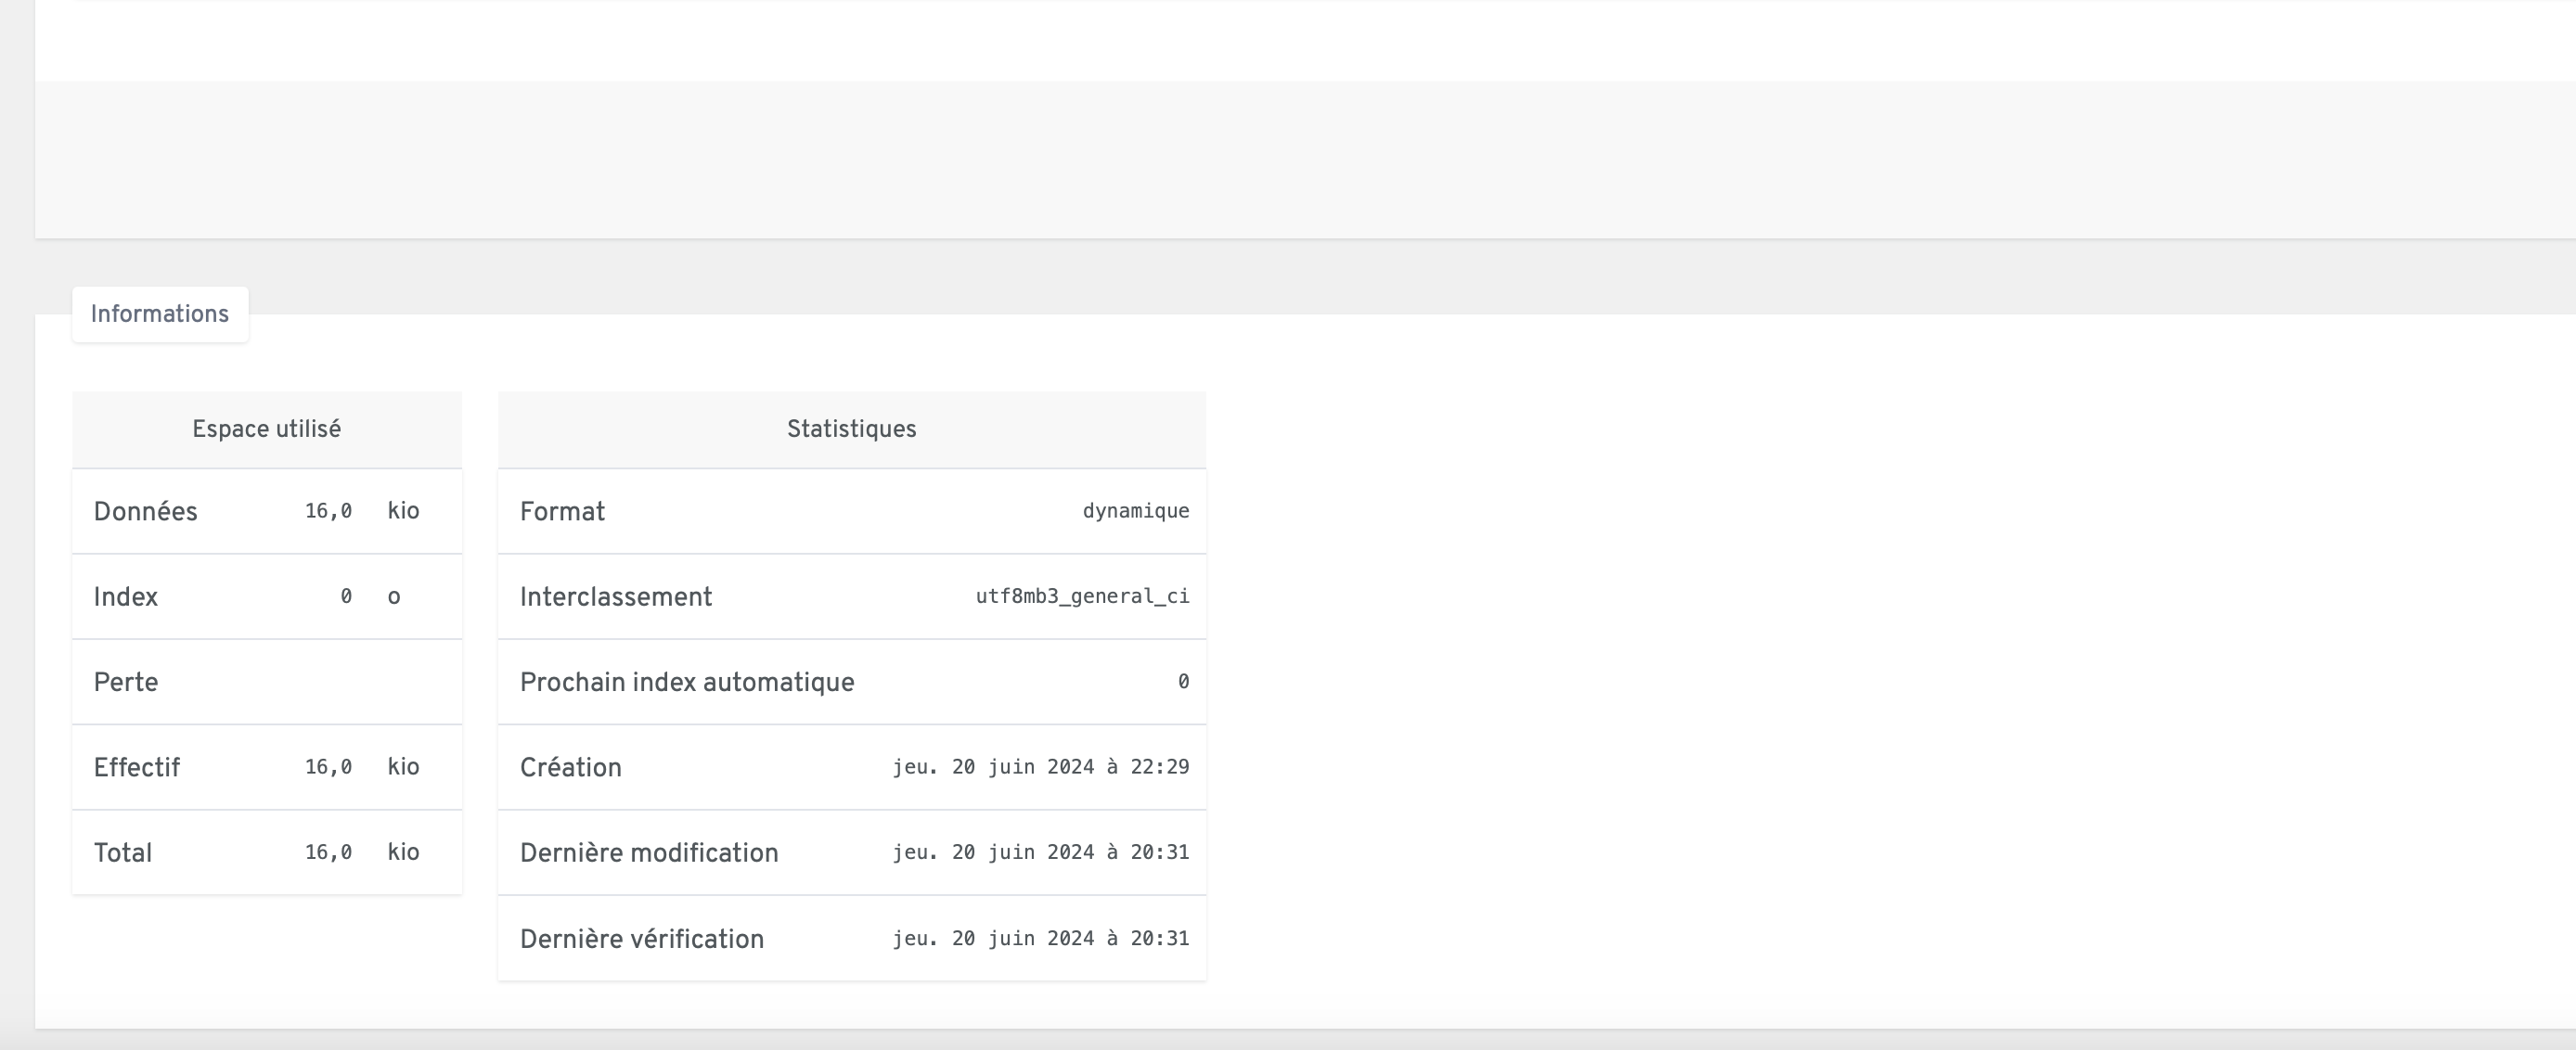 Informations
Espace utilisé
Données 16,0 kio
Index 0 o
Perte
Effectif 16,0 kio
Total 16,0 kio
Statistiques
Format dynamique
Interclassement utf8mb3_general_ci
Prochain index automatique 0
Création jeu. 20 juin 2024 à 22:29
Dernière modification jeu. 20 juin 2024 à 20:31
Dernière vérification jeu. 20 juin 2024 à 20:31